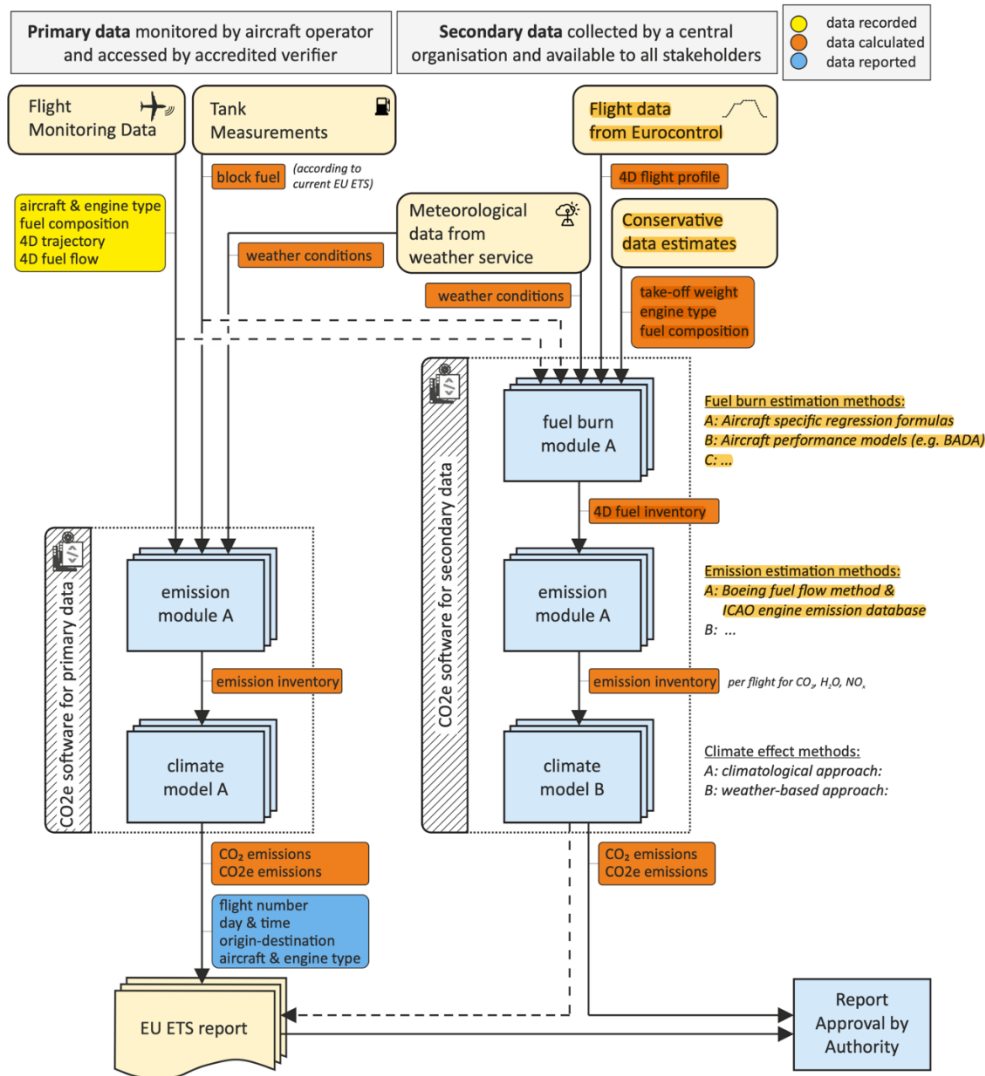 Primary data monitored by aircraft operator
and accessed by accredited verifier
Secondary data collected by a central
organisation and available to all stakeholders
data recorded
data calculated
data reported
Flight
Monitoring Data
Tank
Measurements
Flight data
from Eurocontrol
block fuel
(according to
current EU ETS)
4D flight profile
aircraft & engine type
fuel composition
4D trajectory
4D fuel flow
Meteorological
data from
weather service
Conservative
data estimates
weather conditions
weather conditions
take-off weight
engine type
fuel composition
CO2e software for secondary data
fuel burn
module A
Fuel burn estimation methods:
A: Aircraft specific regression formulas
B: Aircraft performance models (e.g. BADA)
C: ...
4D fuel inventory
CO2e software for primary data
emission
module A
emission
module A
Emission estimation methods:
A: Boeing fuel flow method &
ICAO engine emission database
B: ...
emission inventory
emission inventory
per flight for CO₂, H₂O, NOₓ
climate
model A
climate
model B
Climate effect methods:
A: climatological approach:
B: weather-based approach:
CO₂ emissions
CO2e emissions
CO₂ emissions
CO2e emissions
flight number
day & time
origin-destination
aircraft & engine type
EU ETS report
Report
Approval by
Authority